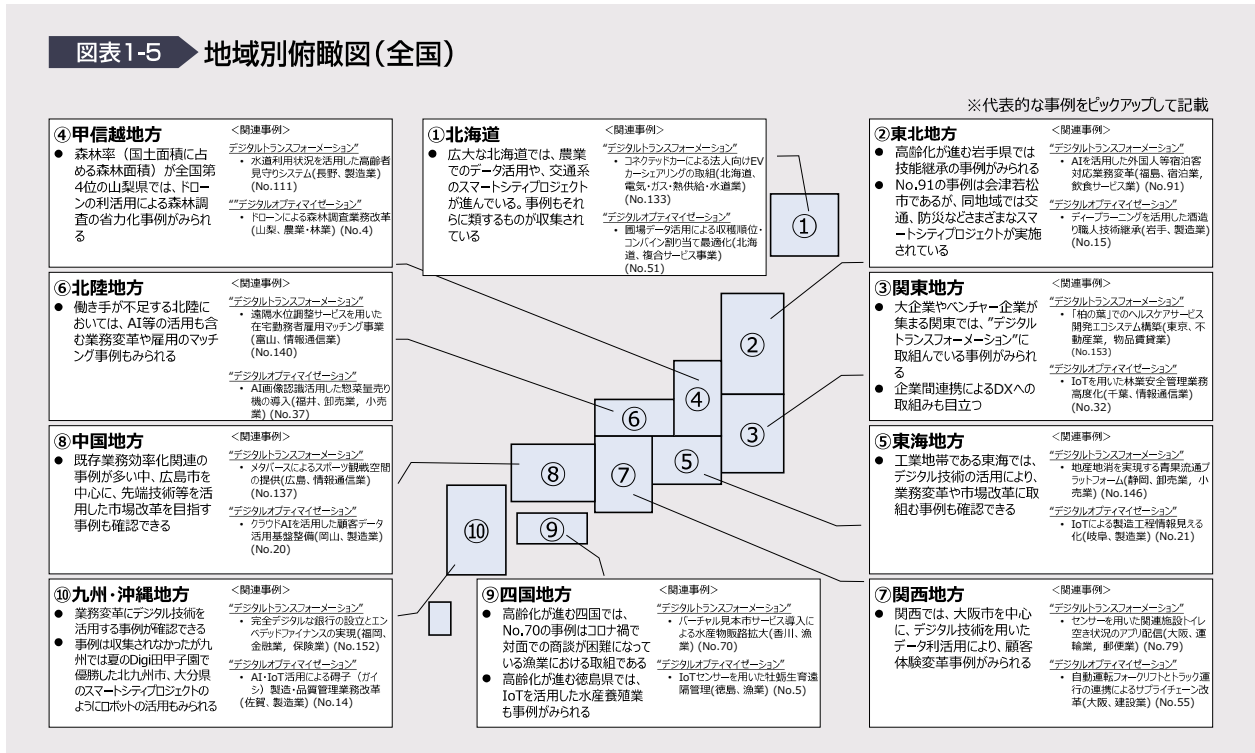 図表1-5
地域別俯瞰図(全国)
※代表的な事例をピックアップして記載
④甲信越地方
● 森林率（国土面積に占
める森林面積）が全国第
4位の山梨県では、ドロー
ンの利活用による森林調
査の省力化事例がみられ
る
<関連事例>
デジタルトランスフォーメーション"
• 水道利用状況を活用した高齢者
見守りシステム(長野、製造業)
(No.111)
""デジタルトランスフォーメーション"
• ドローンによる森林調査業務改革
(山梨、農業・林業) (No.4)
①北海道
● 広大な北海道では、農業
でのデータ活用や、交通系
のスマートシティプロジェクト
が進んでいる。事例もそれ
らに類するものが収集され
ている
<関連事例>
"デジタルトランスフォーメーション"
• コネクテッドカーによる法人向けEV
カーシェアリングの取組(北海道、
電気・ガス・熱供給・水道業)
(No.133)
"デジタルオプティマイゼーション"
• 圃場データ活用による収穫順位・
コンバイン割り当て最適化(北海
道、複合サービス事業)
(No.51)
②東北地方
● 高齢化が進む岩手県では
技能継承の事例がみられる
● No.91の事例は会津若松
市であるが、同地域では交
通、防災などさまざまなスマ
ートシティプロジェクトが実施
されている
<関連事例>
"デジタルトランスフォーメーション"
• AIを活用した外国人等宿泊客
対応業務変革(福島、宿泊業,
飲食サービス業) (No.91)
"デジタルオプティマイゼーション"
• ディープラーニングを活用した酒造
り職人技術継承(岩手、製造業)
(No.15)
⑥北陸地方
● 働き手が不足する北陸に
おいては、AI等の活用も含
む業務変革や雇用のマッチ
ング事例もみられる
<関連事例>
"デジタルトランスフォーメーション"
• 遠隔水位調整サービスを用いた
在宅勤務者雇用マッチング事業
(富山、情報通信業)
(No.140)
"デジタルオプティマイゼーション"
• AI画像認識活用した惣菜量売り
機の導入(福井、卸売業，小売
業) (No.37)
③関東地方
● 大企業やベンチャー企業が
集まる関東では、"デジタル
トランスフォーメーション"に
取組んでいる事例がみられ
る
● 企業間連携によるDXへの
取組みも目立つ
<関連事例>
"デジタルトランスフォーメーション"
• 「柏の葉」でのヘルスケアサービス
開発エコシステム構築(東京、不
動産業，物品賃貸業)
(No.153)
"デジタルオプティマイゼーション"
• IoTを用いた林業安全管理業務
高度化(千葉、情報通信業)
(No.32)
⑧中国地方
● 既存業務効率化関連の
事例が多い中、広島市を
中心に、先端技術等を活
用した市場改革を目指す
事例も確認できる
<関連事例>
"デジタルトランスフォーメーション"
• メタバースによるスポーツ観戦空間
の提供(広島、情報通信業)
(No.137)
"デジタルオプティマイゼーション"
• クラウドAIを活用した顧客データ
活用基盤整備(岡山、製造業)
(No.20)
⑤東海地方
● 工業地帯である東海では、
デジタル技術の活用により、
業務変革や市場改革に取
組む事例も確認できる
<関連事例>
"デジタルトランスフォーメーション"
• 地産地消を実現する青果流通プ
ラットフォーム(静岡、卸売業，小
売業) (No.146)
"デジタルオプティマイゼーション"
• IoTによる製造工程情報見える
化(岐阜、製造業) (No.21)
⑩九州・沖縄地方
● 業務変革にデジタル技術を
活用する事例が確認できる
● 事例は収集されなかったが九
州では夏のDigi田甲子園で
優勝した北九州市、大分県
のスマートシティプロジェクトの
ようにロボットの活用もみられる
<関連事例>
"デジタルトランスフォーメーション"
• 完全デジタルな銀行の設立とエン
ベデッドファイナンスの実現(福岡、
金融業，保険業) (No.152)
"デジタルオプティマイゼーション"
• AI・IoT活用による碍子（ガイ
シ）製造・品質管理業務改革
(佐賀、製造業) (No.14)
⑨四国地方
● 高齢化が進む四国では、
No.70の事例はコロナ禍で
対面での商談が困難になって
いる漁業における取組である
● 高齢化が進む徳島県では、
IoTを活用した水産養殖業
も事例がみられる
<関連事例>
"デジタルトランスフォーメーション"
• バーチャル見本市サービス導入に
よる水産物販路拡大(香川、漁
業) (No.70)
"デジタルオプティマイゼーション"
• IoTセンサーを用いた牡蛎生育遠
隔管理(徳島、漁業) (No.5)
⑦関西地方
● 関西では、大阪市を中心
に、デジタル技術を用いた
データ利活用により、顧客
体験変革事例がみられる
<関連事例>
"デジタルトランスフォーメーション"
• センサーを用いた関連施設トイレ
空き状況のアプリ配信(大阪、運
輸業，郵便業) (No.79)
"デジタルオプティマイゼーション"
• 自動運転フォークリフトとトラック運
行の連携によるサプライチェーン改
革(大阪、建設業) (No.55)
①
②
④
③
⑥
⑤
⑧
⑦
⑩
⑨